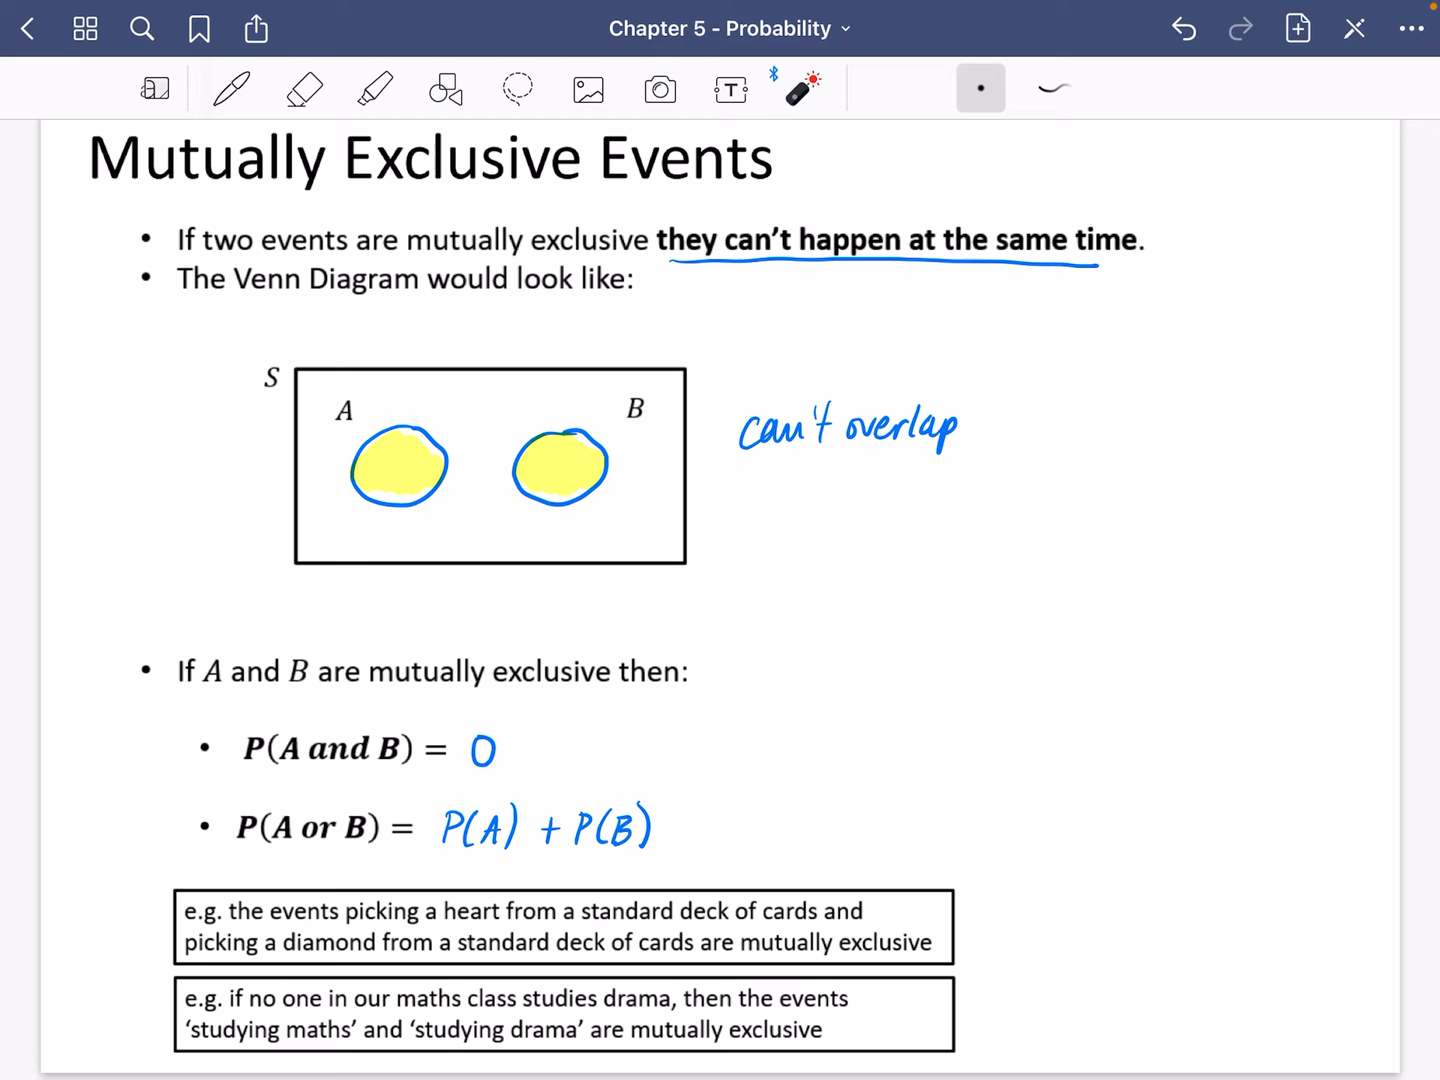 Chapter 5 - Probability
T
Mutually Exclusive Events
• If two events are mutually exclusive they can't happen at the same time.
• The Venn Diagram would look like:
S
A
B
can't overlap
• If A and B are mutually exclusive then:
• P(A and B) = 0
• P(A or B) = P(A) + P(B)
e.g. the events picking a heart from a standard deck of cards and
picking a diamond from a standard deck of cards are mutually exclusive
e.g. if no one in our maths class studies drama, then the events
‘studying maths’ and ‘studying drama’ are mutually exclusive